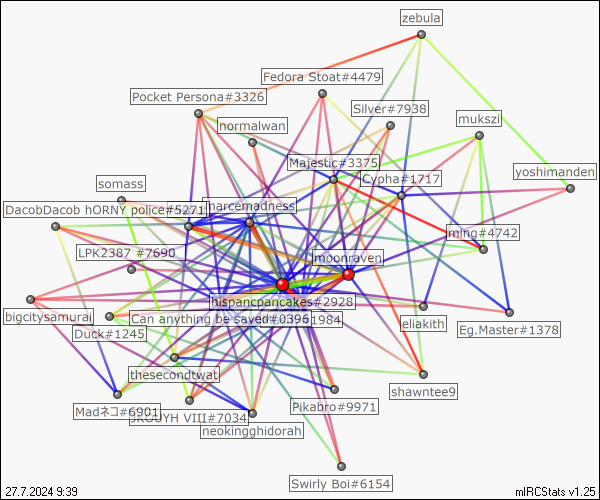 zebula
Fedora Stoat#4479
Pocket Persona#3326
Silver#7938
normalwan
mukszi
Majestic#3375
Cypha#1717
yoshimanden
somass
DacobDacob hORNY police#5271
marcemadness
ming#4742
LPK2387 #7690
moonraven
hispencpancakes#2928
bigcitysamurai
Can anything be saved#0396
1984
eliakith
Eg.Master#1378
Duck#1245
thesecondtwat
shawntee9
Madネコ#6901
JROUYH VIII#7034
Pikabro#9971
neokingghidorah
Swirly Boi#6154
27.7.2024 9:39
mIRCStats v1.25